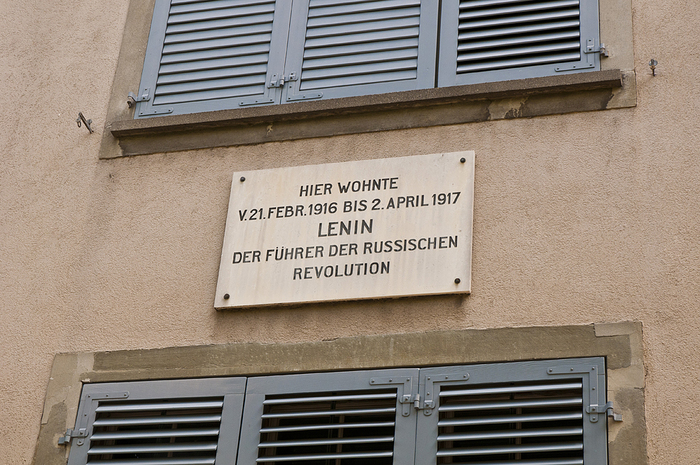 HIER WOHNTE
V. 21. FEBR. 1916 BIS 2. APRIL 1917
LENIN
DER FÜHRER DER RUSSISCHEN
REVOLUTION